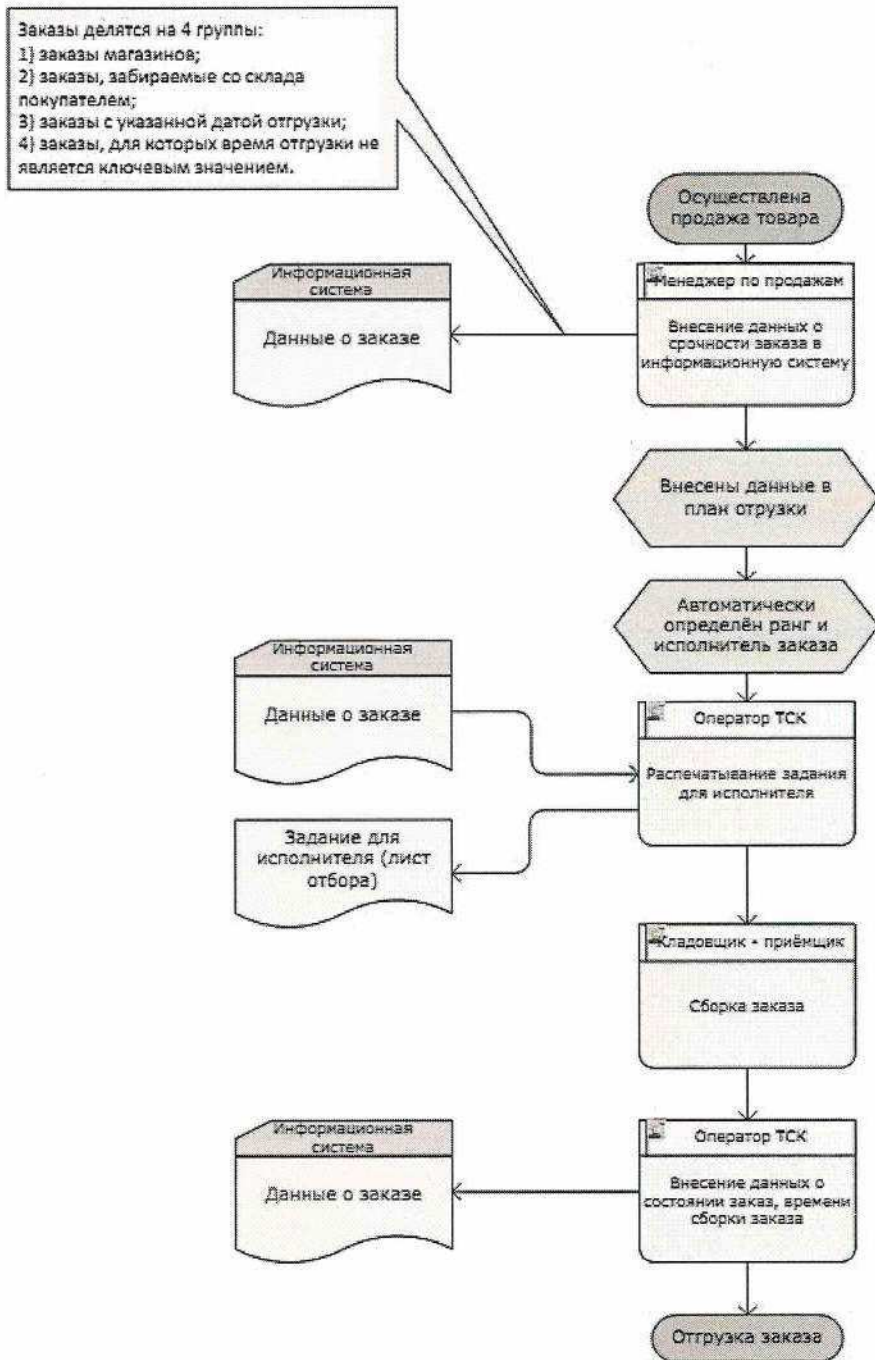 Заказы делятся на 4 группы:
1) заказы магазинов;
2) заказы, забираемые со склада
покупателем;
3) заказы с указанной датой отгрузки;
4) заказы, для которых время отгрузки не
является ключевым значением.
Осуществлена
продажа товара
Информационная
система
Данные о заказе
Менеджер по продажам
Внесение данных о
срочности заказа в
информационную систему
Внесены данные в
план отрузки
Автоматически
определён ранг и
исполнитель заказа
Информационная
система
Данные о заказе
Оператор ТСК
Распечатывание задания
для исполнителя
Задание для
исполнителя (лист
отбора)
Кладовщик - приёмщик
Сборка заказа
Информационная
система
Данные о заказе
Оператор ТСК
Внесение данных о
состоянии заказ, времени
сборки заказа
Отгрузка заказа